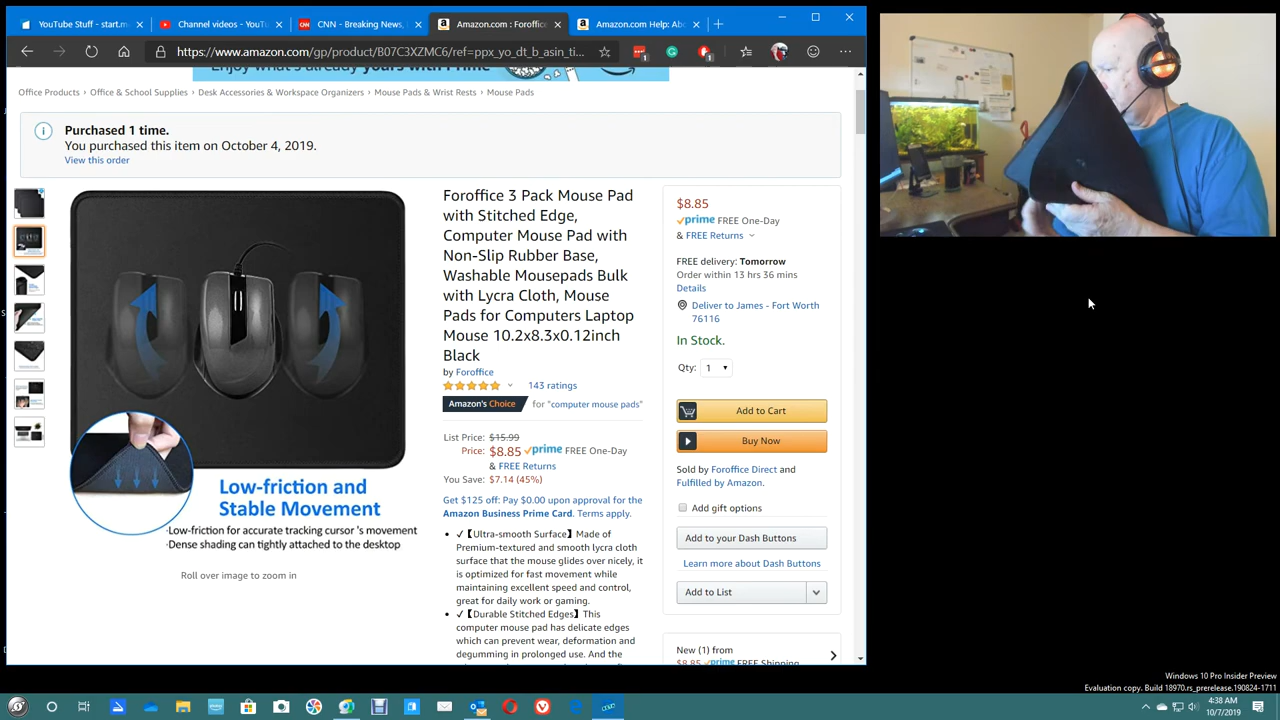 YouTube Stuff - start.m
Channel videos - YouTu
CNN - Breaking News,
Amazon.com : Foroffice
Amazon.com Help: Abo
https://www.amazon.com/gp/product/B07C3XZMC6/ref=ppx_yo_dt_b_asin_ti...
Enjoy what's already yours with Prime
Office Products › Office & School Supplies › Desk Accessories & Workspace Organizers › Mouse Pads & Wrist Rests › Mouse Pads
Purchased 1 time.
You purchased this item on October 4, 2019.
View this order
Low-friction and
Stable Movement
·Low-friction for accurate tracking cursor 's movement
·Dense shading can tightly attached to the desktop
Roll over image to zoom in
Foroffice 3 Pack Mouse Pad
with Stitched Edge,
Computer Mouse Pad with
Non-Slip Rubber Base,
Washable Mousepads Bulk
with Lycra Cloth, Mouse
Pads for Computers Laptop
Mouse 10.2x8.3x0.12inch
Black
by Foroffice
143 ratings
Amazon's Choice for "computer mouse pads"
List Price: $15.99
Price: $8.85 prime FREE One-Day
& FREE Returns
You Save: $7.14 (45%)
Get $125 off: Pay $0.00 upon approval for the
Amazon Business Prime Card. Terms apply.
• ✓【Ultra-smooth Surface】Made of
Premium-textured and smooth lycra cloth
surface that the mouse glides over nicely, it
is optimized for fast movement while
maintaining excellent speed and control,
great for daily work or gaming.
• ✓【Durable Stitched Edges】This
computer mouse pad has delicate edges
which can prevent wear, deformation and
degumming in prolonged use. And the
$8.85
prime FREE One-Day
& FREE Returns
FREE delivery: Tomorrow
Order within 13 hrs 36 mins
Details
Deliver to James - Fort Worth
76116
In Stock.
Qty: 1
Add to Cart
Buy Now
Sold by Foroffice Direct and
Fulfilled by Amazon.
Add gift options
Add to your Dash Buttons
Learn more about Dash Buttons
Add to List
New (1) from
$8.85 prime FREE Shipping
Windows 10 Pro Insider Preview
Evaluation copy. Build 18970.rs_prerelease.190824-1711
4:38 AM
10/7/2019